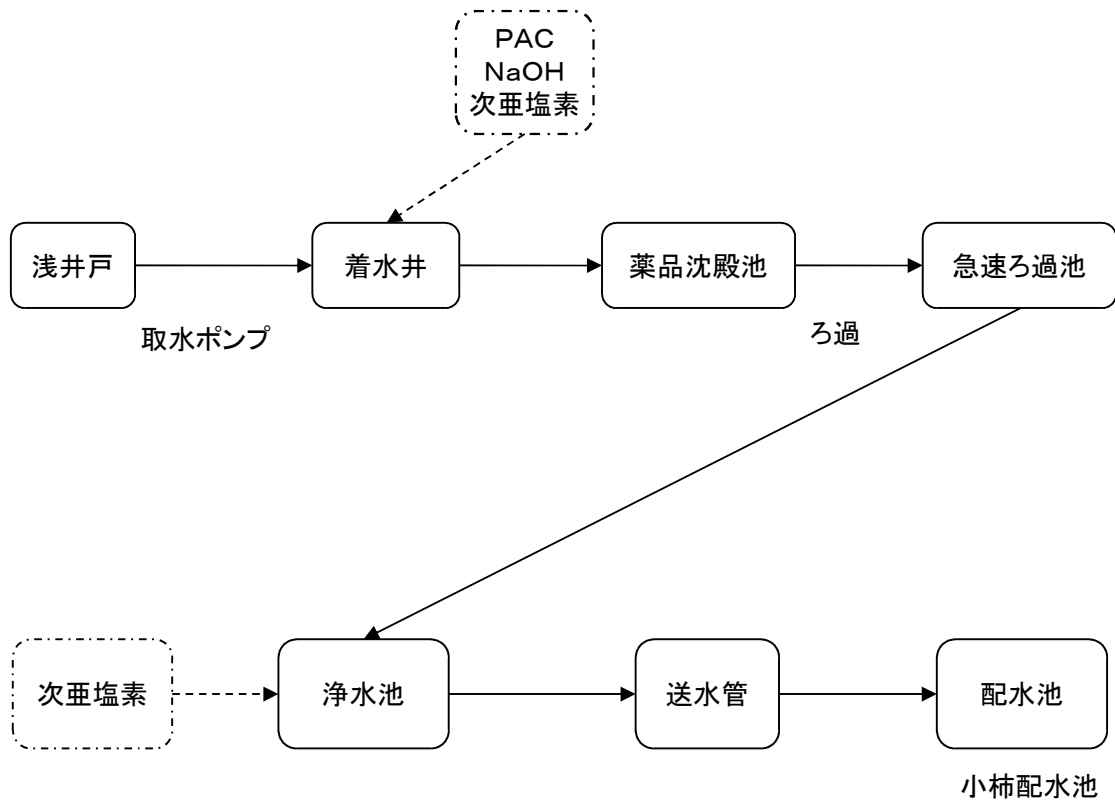 PAC
NaOH
次亜塩素
浅井戸
着水井
薬品沈殿池
急速ろ過池
取水ポンプ
ろ過
次亜塩素
浄水池
送水管
配水池
小柿配水池